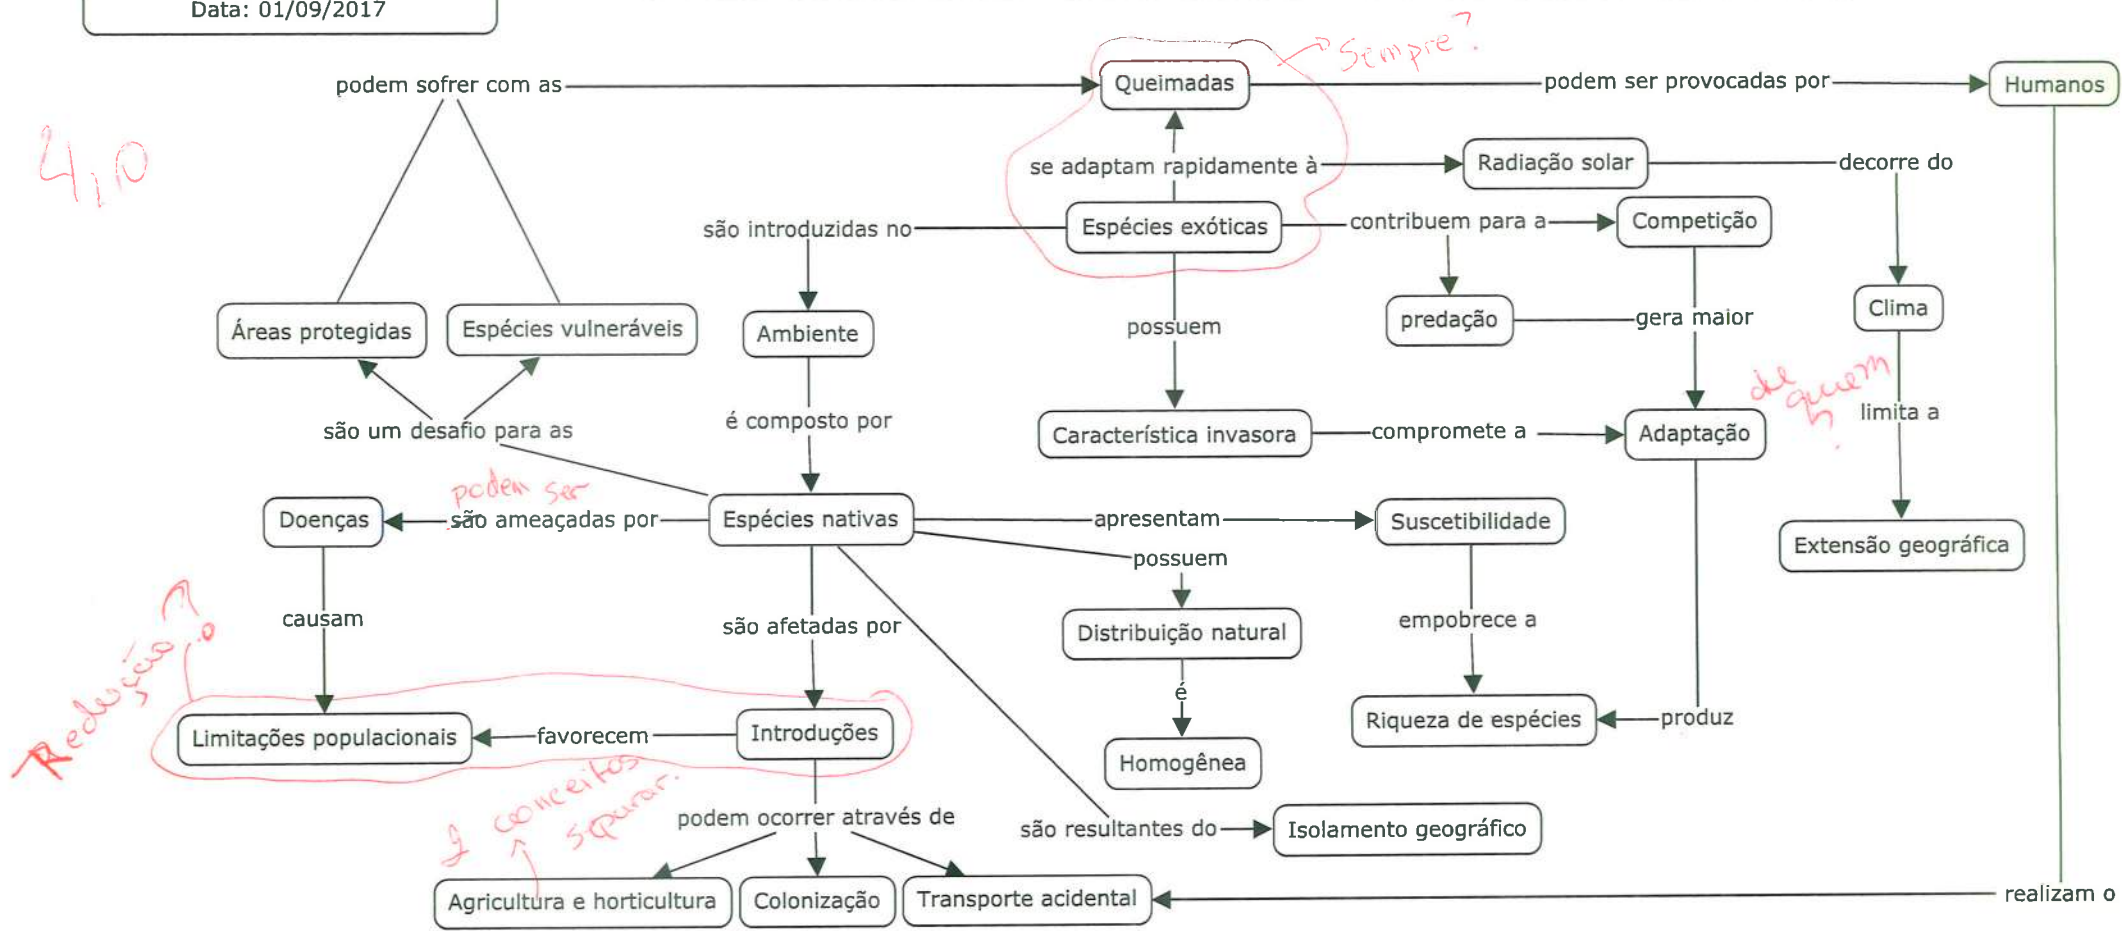 Data: 01/09/2017
Sempre?
podem sofrer com as
Queimadas
podem ser provocadas por
Humanos
4,0
se adaptam rapidamente à
Radiação solar
decorre do
são introduzidas no
Espécies exóticas
contribuem para a
Competição
Áreas protegidas
Espécies vulneráveis
Ambiente
possuem
predação
gera maior
Clima
de quem?
são um desafio para as
é composto por
Característica invasora
compromete a
Adaptação
limita a
podem ser
Doenças
são ameaçadas por
Espécies nativas
apresentam
Suscetibilidade
Extensão geográfica
possuem
causam
são afetadas por
Distribuição natural
empobrece a
Redação?
é
Limitações populacionais
favorecem
Introduções
Riqueza de espécies
produz
Homogênea
2 conceitos
separar.
podem ocorrer através de
são resultantes do
Isolamento geográfico
Agricultura e horticultura
Colonização
Transporte acidental
realizam o